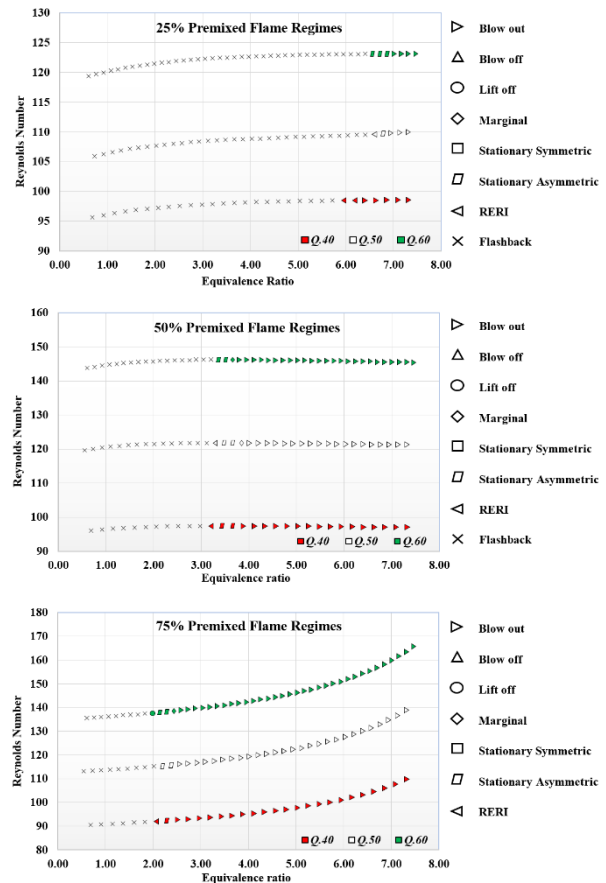 25% Premixed Flame Regimes
130
125
120
115
110
105
100
95
90
Reynolds Number
0.00 1.00 2.00 3.00 4.00 5.00 6.00 7.00 8.00
Equivalence Ratio
Q.40 Q.50 Q.60
Blow out
Blow off
Lift off
Marginal
Stationary Symmetric
Stationary Asymmetric
RERI
Flashback
50% Premixed Flame Regimes
160
150
140
130
120
110
100
90
Reynolds Number
0.00 1.00 2.00 3.00 4.00 5.00 6.00 7.00 8.00
Equivalence ratio
Q.40 Q.50 Q.60
Blow out
Blow off
Lift off
Marginal
Stationary Symmetric
Stationary Asymmetric
RERI
Flashback
75% Premixed Flame Regimes
180
170
160
150
140
130
120
110
100
90
80
Reynolds Number
0.00 1.00 2.00 3.00 4.00 5.00 6.00 7.00 8.00
Equivalence ratio
Q.40 Q.50 Q.60
Blow out
Blow off
Lift off
Marginal
Stationary Symmetric
Stationary Asymmetric
RERI